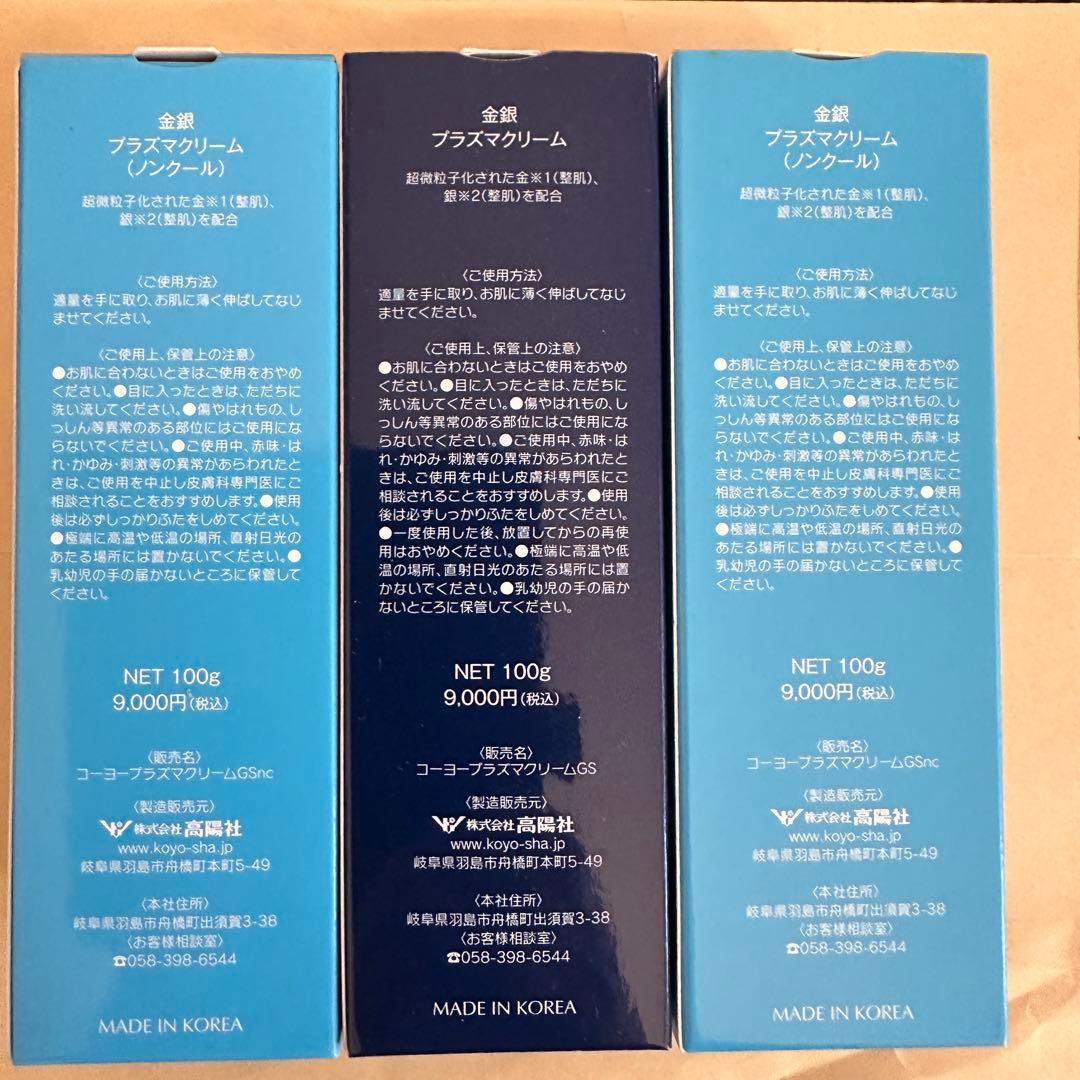 金銀
プラズマクリーム
（ノンクール）
超微粒子化された金※1（整肌）、
銀※2（整肌）を配合
〈ご使用方法〉
適量を手に取り、お肌に薄く伸ばしてなじ
ませてください。
〈ご使用上、保管上の注意〉
●お肌に合わないときはご使用をおやめ
ください。●目に入ったときは、ただちに
洗い流してください。●傷やはれもの、し
っしん等異常のある部位にはご使用にな
らないでください。●ご使用中、赤味・は
れ・かゆみ・刺激等の異常があらわれたと
きは、ご使用を中止し皮膚科専門医にご
相談されることをおすすめします。●使用
後は必ずしっかりふたをしめてください。
●極端に高温や低温の場所、直射日光の
あたる場所には置かないでください。●
乳幼児の手の届かないところに保管して
ください。
NET 100g
9,000円（税込）
〈販売名〉
コーヨープラズマクリームGSnc
〈製造販売元〉
株式会社 高陽社
www.koyo-sha.jp
岐阜県羽島市舟橋町本町5-49
〈本社住所〉
岐阜県羽島市舟橋町出須賀3-38
〈お客様相談室〉
☎058-398-6544
MADE IN KOREA
金銀
プラズマクリーム
超微粒子化された金※1（整肌）、
銀※2（整肌）を配合
〈ご使用方法〉
適量を手に取り、お肌に薄く伸ばしてなじ
ませてください。
〈ご使用上、保管上の注意〉
●お肌に合わないときはご使用をおやめ
ください。●目に入ったときは、ただちに
洗い流してください。●傷やはれもの、し
っしん等異常のある部位にはご使用にな
らないでください。●ご使用中、赤味・は
れ・かゆみ・刺激等の異常があらわれたと
きは、ご使用を中止し皮膚科専門医にご
相談されることをおすすめします。●使用
後は必ずしっかりふたをしめてください。
●一度使用した後、放置してからの再使
用はおやめください。●極端に高温や低
温の場所、直射日光のあたる場所には置
かないでください。●乳幼児の手の届か
ないところに保管してください。
NET 100g
9,000円（税込）
〈販売名〉
コーヨープラズマクリームGS
〈製造販売元〉
株式会社 高陽社
www.koyo-sha.jp
岐阜県羽島市舟橋町本町5-49
〈本社住所〉
岐阜県羽島市舟橋町出須賀3-38
〈お客様相談室〉
☎058-398-6544
MADE IN KOREA
金銀
プラズマクリーム
（ノンクール）
超微粒子化された金※1（整肌）、
銀※2（整肌）を配合
〈ご使用方法〉
適量を手に取り、お肌に薄く伸ばしてなじ
ませてください。
〈ご使用上、保管上の注意〉
●お肌に合わないときはご使用をおやめ
ください。●目に入ったときは、ただちに
洗い流してください。●傷やはれもの、し
っしん等異常のある部位にはご使用にな
らないでください。●ご使用中、赤味・は
れ・かゆみ・刺激等の異常があらわれたと
きは、ご使用を中止し皮膚科専門医にご
相談されることをおすすめします。●使用
後は必ずしっかりふたをしめてください。
●極端に高温や低温の場所、直射日光の
あたる場所には置かないでください。●
乳幼児の手の届かないところに保管して
ください。
NET 100g
9,000円（税込）
〈販売名〉
コーヨープラズマクリームGSnc
〈製造販売元〉
株式会社 高陽社
www.koyo-sha.jp
岐阜県羽島市舟橋町本町5-49
〈本社住所〉
岐阜県羽島市舟橋町出須賀3-38
〈お客様相談室〉
☎058-398-6544
MADE IN KOREA